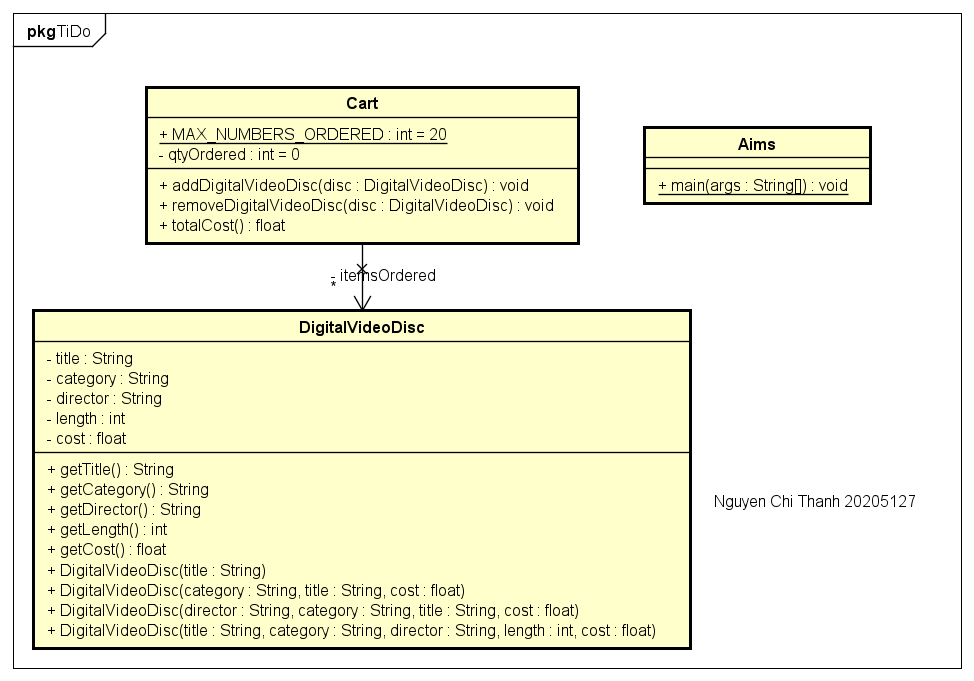 pkgTiDo
Cart
+ MAX_NUMBERS_ORDERED : int = 20
- qtyOrdered : int = 0
+ addDigitalVideoDisc(disc : DigitalVideoDisc) : void
+ removeDigitalVideoDisc(disc : DigitalVideoDisc) : void
+ totalCost() : float
Aims
+ main(args : String[]) : void
- itemsOrdered
*
DigitalVideoDisc
- title : String
- category : String
- director : String
- length : int
- cost : float
+ getTitle() : String
+ getCategory() : String
+ getDirector() : String
+ getLength() : int
+ getCost() : float
+ DigitalVideoDisc(title : String)
+ DigitalVideoDisc(category : String, title : String, cost : float)
+ DigitalVideoDisc(director : String, category : String, title : String, cost : float)
+ DigitalVideoDisc(title : String, category : String, director : String, length : int, cost : float)
Nguyen Chi Thanh 20205127